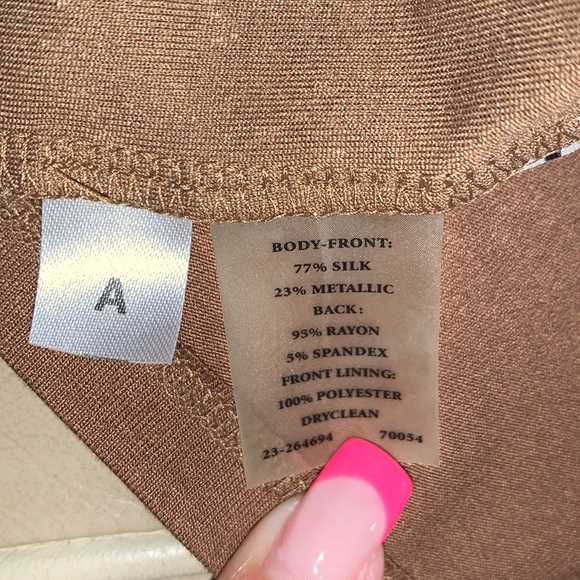 A
BODY-FRONT:
77% SILK
23% METALLIC
BACK:
95% RAYON
5% SPANDEX
FRONT LINING:
100% POLYESTER
DRYCLEAN
23-264694 70054